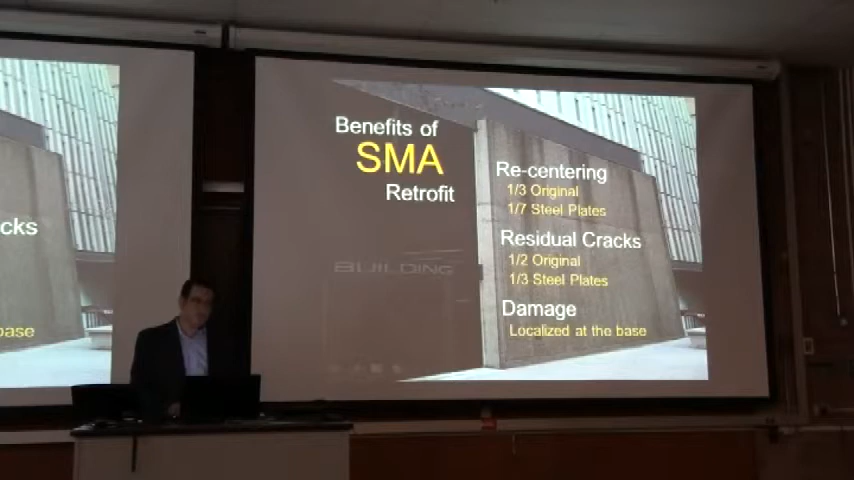 cks
base
Benefits of
SMA
Retrofit
BUILDING
Re-centering
1/3 Original
1/7 Steel Plates
Residual Cracks
1/2 Original
1/3 Steel Plates
Damage
Localized at the base